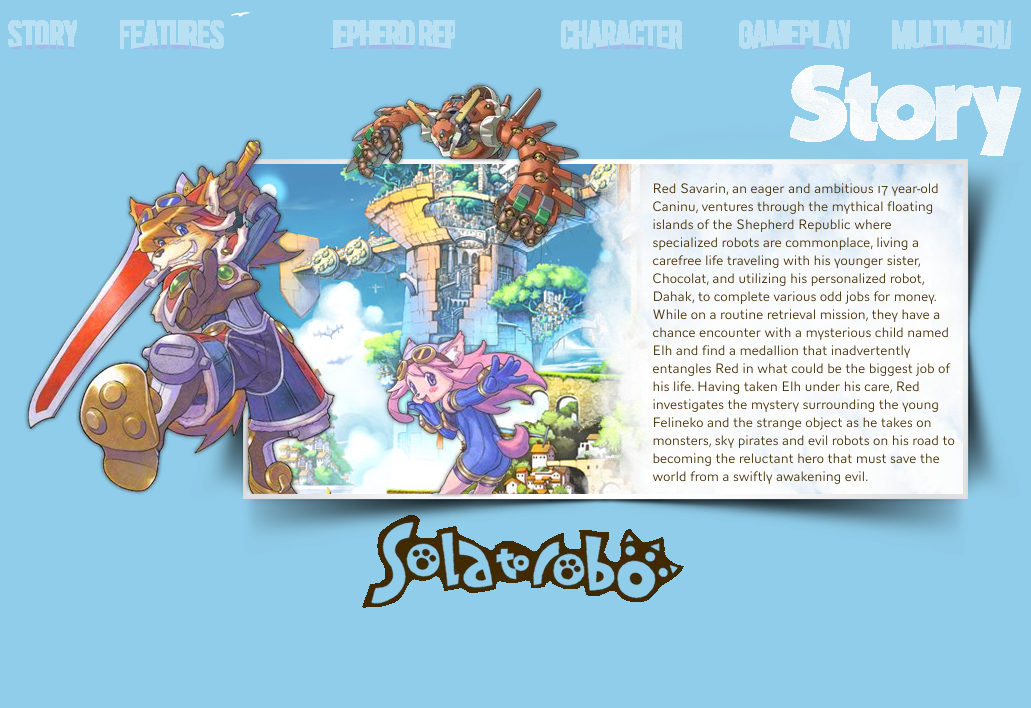 STORY FEATURES EPHERD REP CHARACTER GAMEPLAY MULTIMEDIA
Story
Red Savarin, an eager and ambitious 17 year-old
Caninu, ventures through the mythical floating
islands of the Shepherd Republic where
specialized robots are commonplace, living a
carefree life traveling with his younger sister,
Chocolat, and utilizing his personalized robot,
Dahak, to complete various odd jobs for money.
While on a routine retrieval mission, they have a
chance encounter with a mysterious child named
Elh and find a medallion that inadvertently
entangles Red in what could be the biggest job of
his life. Having taken Elh under his care, Red
investigates the mystery surrounding the young
Felineko and the strange object as he takes on
monsters, sky pirates and evil robots on his road to
becoming the reluctant hero that must save the
world from a swiftly awakening evil.
Solatorobo